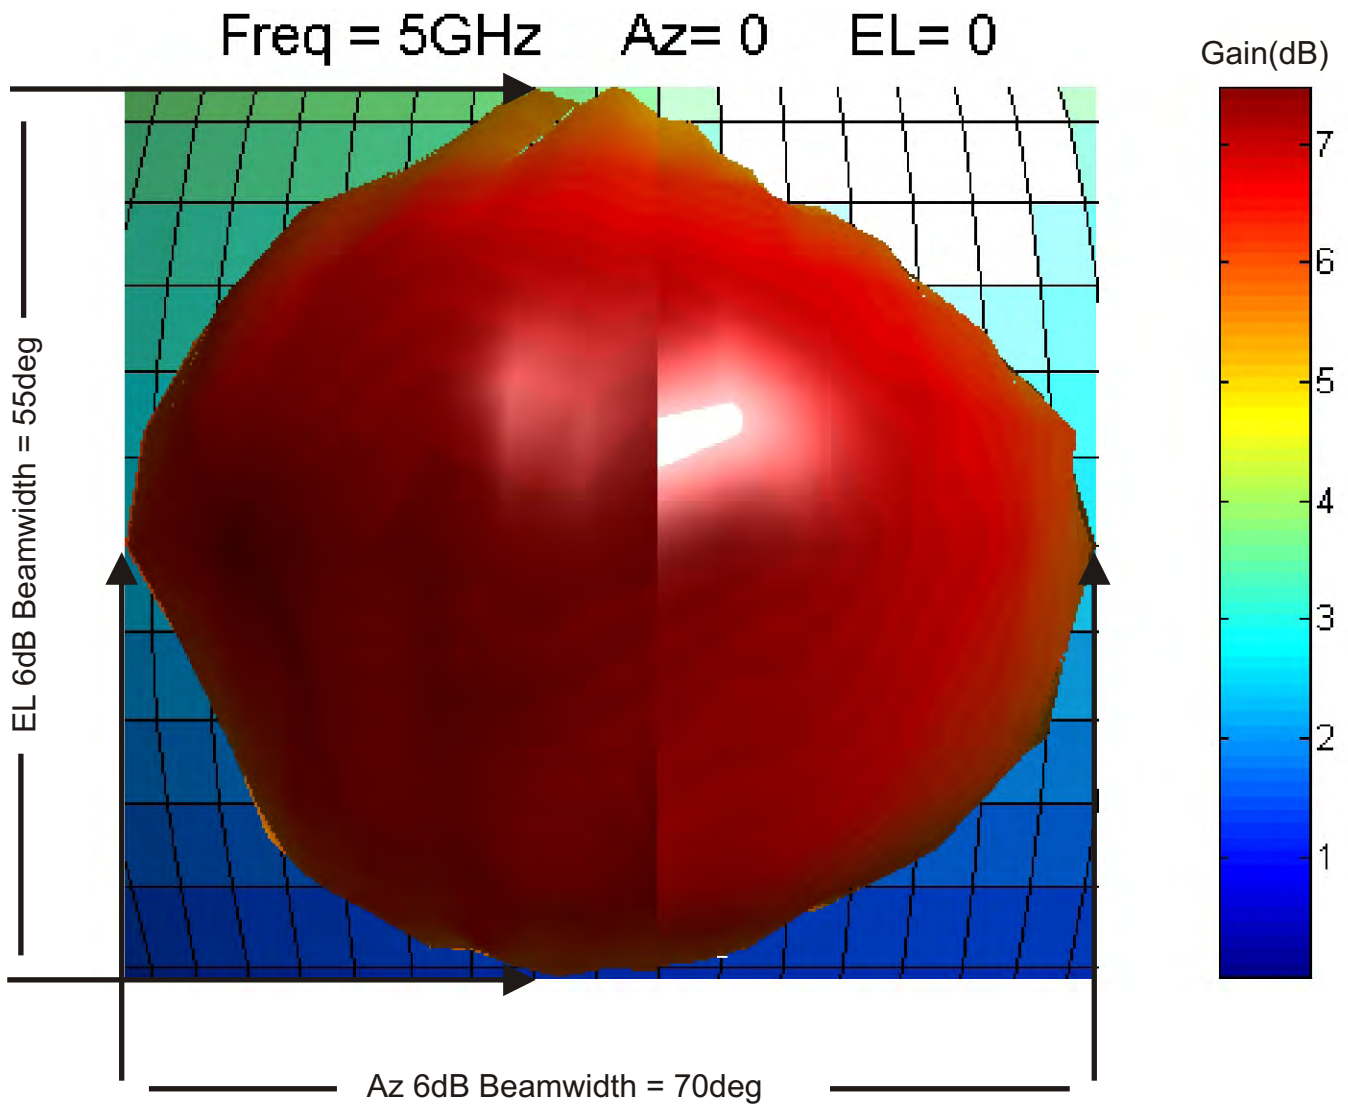 Freq = 5GHz Az= 0 EL= 0
Gain(dB)
7
6
5
4
3
2
1
EL 6dB Beamwidth = 55deg
Az 6dB Beamwidth = 70deg